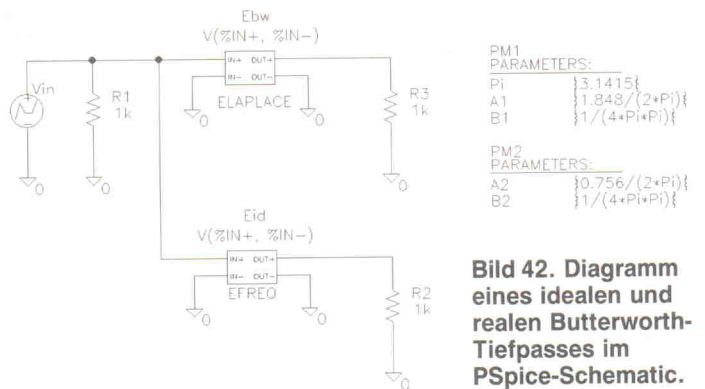 Ebw
V(%IN+, %IN−)
IN+ OUT+
IN− OUT−
ELAPLACE
Vin
R1
1k
R3
1k
0
0
0
0
0
Eid
V(%IN+, %IN−)
IN+ OUT+
IN− OUT−
EFREQ
R2
1k
0
0
0
PM1
PARAMETERS:
Pi }3.1415{
A1 }1.848/(2*Pi){
B1 }1/(4*Pi*Pi){
PM2
PARAMETERS:
A2 }0.756/(2*Pi){
B2 }1/(4*Pi*Pi){
Bild 42. Diagramm
eines idealen und
realen Butterworth-
Tiefpasses im
PSpice-Schematic.